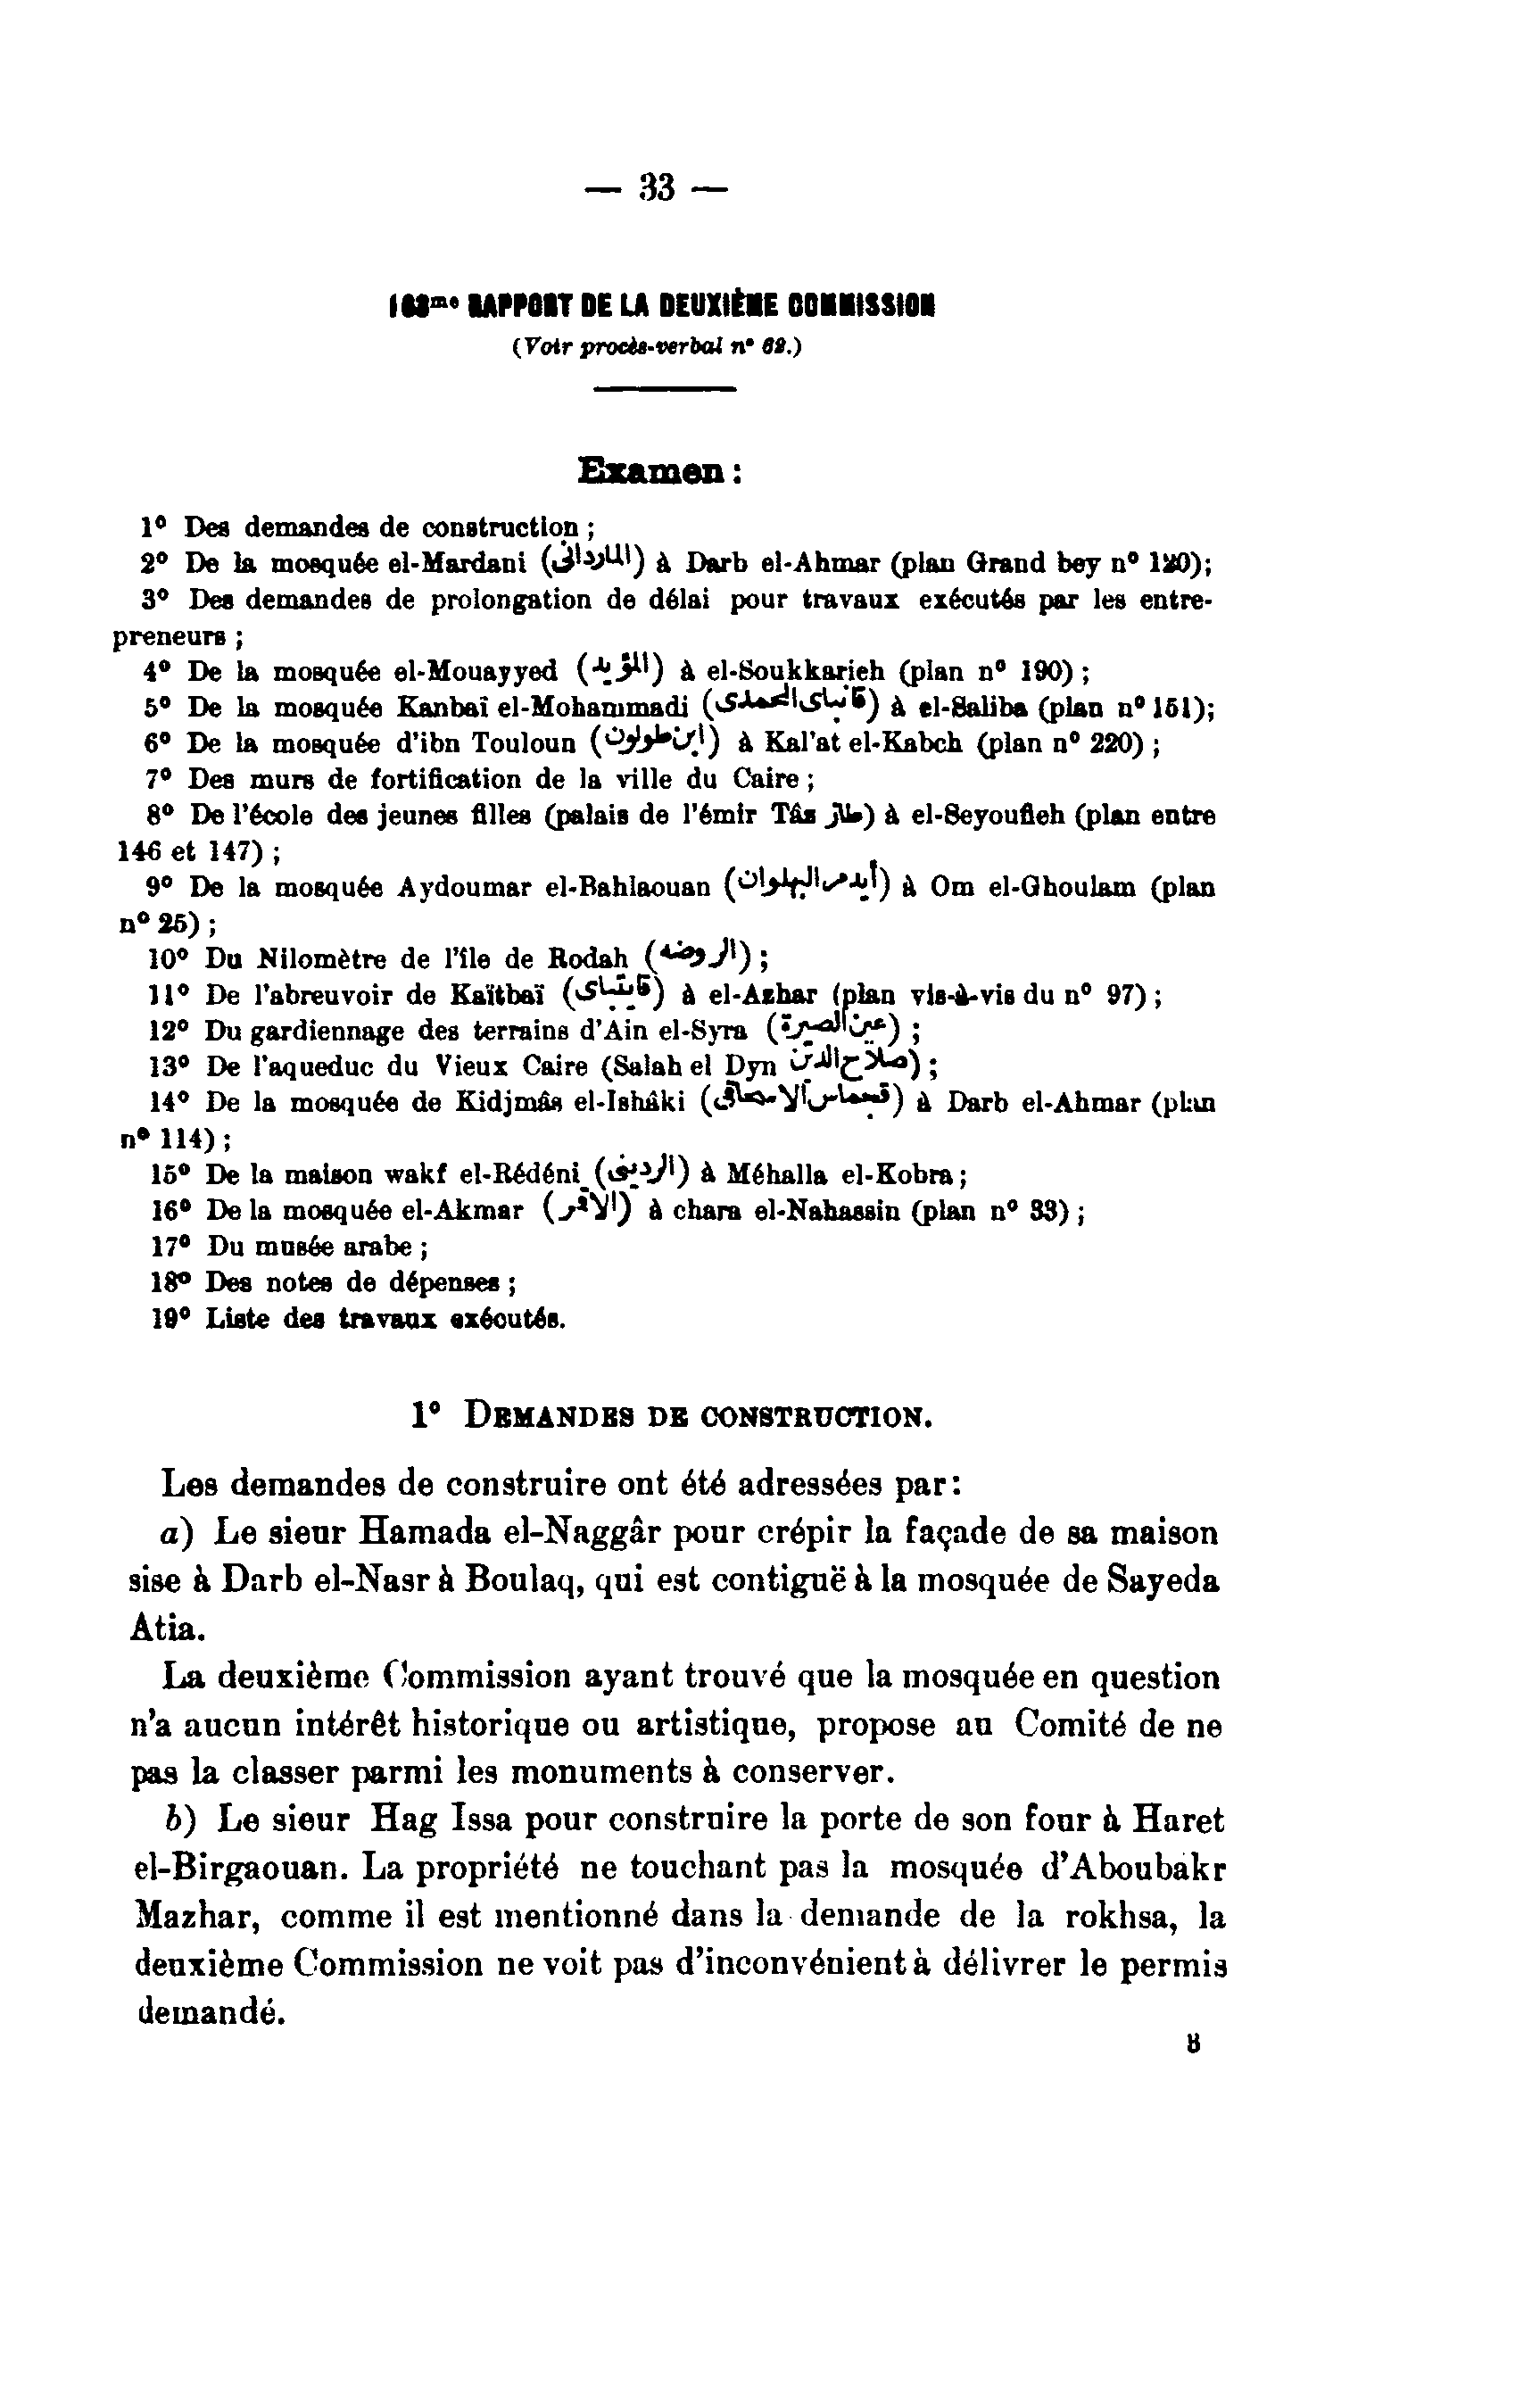 — 33 —
RAPPORT DE LA DEUXIÈME COMMISSION
(Voir procès-verbal n° 62.)
Examen :
1° Des demandes de construction ;
2° De la mosquée el-Mardani (الماردانى) à Darb el-Ahmar (plan Grand bey n° 120);
3° Des demandes de prolongation de délai pour travaux exécutés par les entre-
preneurs ;
4° De la mosquée el-Mouayyed (المؤيد) à el-Soukkarieh (plan n° 190) ;
5° De la mosquée Kanbaï el-Mohammadi (قانباى المحمدى) à el-Saliba (plan n° 151);
6° De la mosquée d'ibn Touloun (ابن طولون) à Kal'at el-Kabch (plan n° 220) ;
7° Des murs de fortification de la ville du Caire ;
8° De l'école des jeunes filles (palais de l'émir Tâz طاز) à el-Seyoufieh (plan entre
146 et 147) ;
9° De la mosquée Aydoumar el-Bahlaouan (أيدمر البهلوان) à Om el-Ghoulam (plan
n° 25) ;
10° Du Nilomètre de l'île de Rodah (الروضه) ;
11° De l'abreuvoir de Kaïtbaï (قايتباى) à el-Azhar (plan vis-à-vis du n° 97) ;
12° Du gardiennage des terrains d'Ain el-Syra (عين الصيرة) ;
13° De l'aqueduc du Vieux Caire (Salah el Dyn صلاح الدين) ;
14° De la mosquée de Kidjmâs el-Ishâki (قجماس الاسحاقى) à Darb el-Ahmar (plan
n° 114) ;
15° De la maison wakf el-Rédéni (الردينى) à Méhalla el-Kobra ;
16° De la mosquée el-Akmar (الاقمر) à chara el-Nahassin (plan n° 33) ;
17° Du musée arabe ;
18° Des notes de dépenses ;
19° Liste des travaux exécutés.
1° DEMANDES DE CONSTRUCTION.
Les demandes de construire ont été adressées par :
a) Le sieur Hamada el-Naggâr pour crépir la façade de sa maison
sise à Darb el-Nasr à Boulaq, qui est contiguë à la mosquée de Sayeda
Atia.
La deuxième Commission ayant trouvé que la mosquée en question
n'a aucun intérêt historique ou artistique, propose au Comité de ne
pas la classer parmi les monuments à conserver.
b) Le sieur Hag Issa pour construire la porte de son four à Haret
el-Birgaouan. La propriété ne touchant pas la mosquée d'Aboubakr
Mazhar, comme il est mentionné dans la demande de la rokhsa, la
deuxième Commission ne voit pas d'inconvénient à délivrer le permis
demandé.